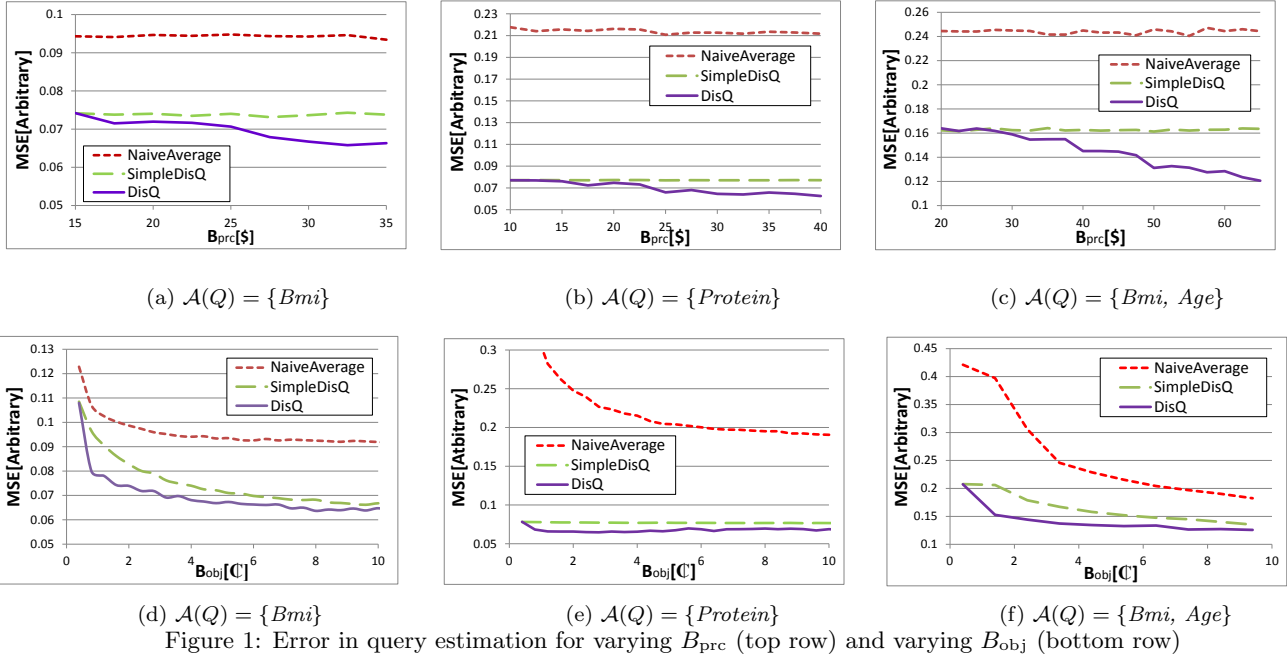 MSE[Arbitrary]
0.1
0.09
0.08
0.07
0.06
0.05
NaiveAverage
SimpleDisQ
DisQ
15 20 25 30 35
Bprc[$]
(a) A(Q) = {Bmi}
MSE[Arbitrary]
0.23
0.21
0.19
0.17
0.15
0.13
0.11
0.09
0.07
0.05
NaiveAverage
SimpleDisQ
DisQ
10 15 20 25 30 35 40
Bprc[$]
(b) A(Q) = {Protein}
MSE[Arbitrary]
0.26
0.24
0.22
0.2
0.18
0.16
0.14
0.12
0.1
NaiveAverage
SimpleDisQ
DisQ
20 30 40 50 60
Bprc[$]
(c) A(Q) = {Bmi, Age}
MSE[Arbitrary]
0.13
0.12
0.11
0.1
0.09
0.08
0.07
0.06
0.05
NaiveAverage
SimpleDisQ
DisQ
0 2 4 6 8 10
Bobj[ℂ]
(d) A(Q) = {Bmi}
MSE[Atbitrary]
0.3
0.25
0.2
0.15
0.1
0.05
NaiveAverage
SimpleDisQ
DisQ
0 2 4 6 8 10
Bobj[ℂ]
(e) A(Q) = {Protein}
MSE[Arbitrary]
0.45
0.4
0.35
0.3
0.25
0.2
0.15
0.1
NaiveAverage
SimpleDisQ
DisQ
0 2 4 6 8 10
Bobj[ℂ]
(f) A(Q) = {Bmi, Age}
Figure 1: Error in query estimation for varying Bprc (top row) and varying Bobj (bottom row)